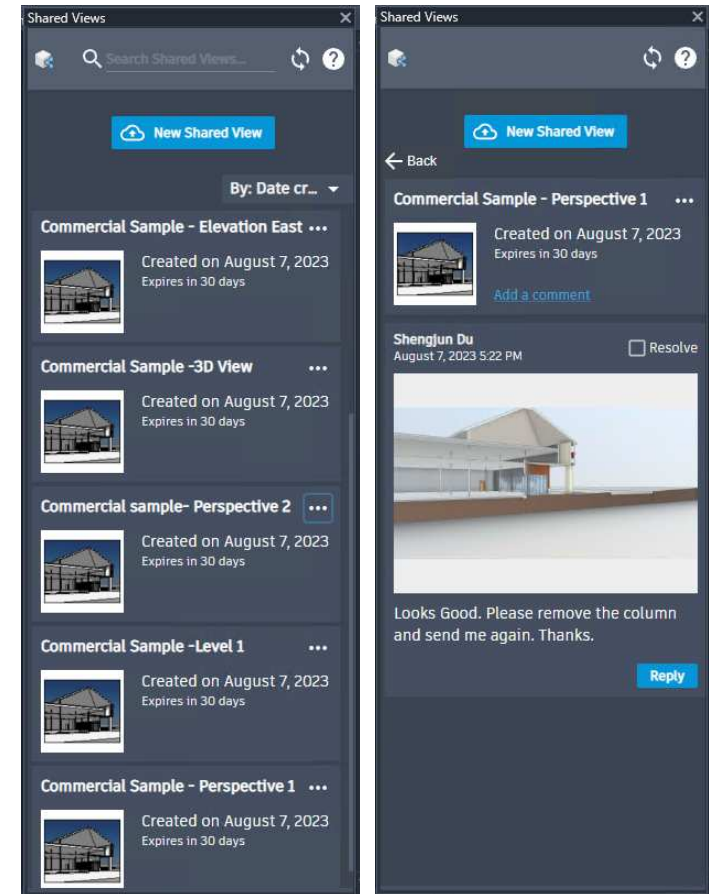 Shared Views
Search Shared Views...
New Shared View
By: Date cr...
Commercial Sample - Elevation East
Created on August 7, 2023
Expires in 30 days
Commercial Sample -3D View
Created on August 7, 2023
Expires in 30 days
Commercial sample- Perspective 2
Created on August 7, 2023
Expires in 30 days
Commercial Sample -Level 1
Created on August 7, 2023
Expires in 30 days
Commercial Sample - Perspective 1
Created on August 7, 2023
Expires in 30 days
Shared Views
New Shared View
Back
Commercial Sample - Perspective 1
Created on August 7, 2023
Expires in 30 days
Add a comment
Shengjun Du
August 7, 2023 5:22 PM
Resolve
Looks Good. Please remove the column
and send me again. Thanks.
Reply